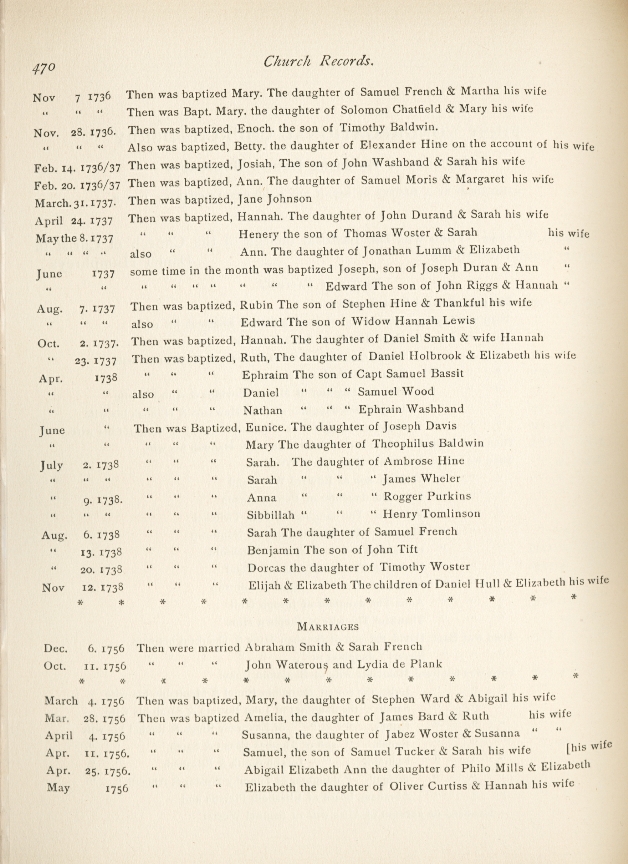 470 Church Records.
Nov 7 1736 Then was baptized Mary. The daughter of Samuel French & Martha his wife
“ “ “ Then was Bapt. Mary. the daughter of Solomon Chatfield & Mary his wife
Nov. 28. 1736. Then was baptized, Enoch. the son of Timothy Baldwin.
“ “ “ Also was baptized, Betty. the daughter of Elexander Hine on the account of his wife
Feb. 14. 1736/37 Then was baptized, Josiah, The son of John Washband & Sarah his wife
Feb. 20. 1736/37 Then was baptized, Ann. The daughter of Samuel Moris & Margaret his wife
March. 31. 1737. Then was baptized, Jane Johnson
April 24. 1737 Then was baptized, Hannah. The daughter of John Durand & Sarah his wife
May the 8. 1737 “ “ “ Henery the son of Thomas Woster & Sarah his wife
“ “ “ “ also “ “ Ann. The daughter of Jonathan Lumm & Elizabeth “
June 1737 some time in the month was baptized Joseph, son of Joseph Duran & Ann “
“ “ “ “ “ “ “ “ “ Edward The son of John Riggs & Hannah “
Aug. 7. 1737 Then was baptized, Rubin The son of Stephen Hine & Thankful his wife
“ “ “ also “ “ Edward The son of Widow Hannah Lewis
Oct. 2. 1737. Then was baptized, Hannah. The daughter of Daniel Smith & wife Hannah
“ 23. 1737 Then was baptized, Ruth, The daughter of Daniel Holbrook & Elizabeth his wife
Apr. 1738 “ “ “ Ephraim The son of Capt Samuel Bassit
“ “ also “ “ Daniel “ “ “ Samuel Wood
“ “ “ “ “ Nathan “ “ “ Ephrain Washband
June “ Then was Baptized, Eunice. The daughter of Joseph Davis
“ “ “ “ “ Mary The daughter of Theophilus Baldwin
July 2. 1738 “ “ “ Sarah. The daughter of Ambrose Hine
“ “ “ “ “ “ Sarah “ “ “ James Wheler
“ 9. 1738. “ “ “ Anna “ “ “ Rogger Purkins
“ “ “ “ “ “ Sibbillah “ “ “ Henry Tomlinson
Aug. 6. 1738 “ “ “ Sarah The daughter of Samuel French
“ 13. 1738 “ “ “ Benjamin The son of John Tift
“ 20. 1738 “ “ “ Dorcas the daughter of Timothy Woster
Nov 12. 1738 “ “ “ Elijah & Elizabeth The children of Daniel Hull & Elizabeth his wife
* * * * * * * * * * * * *
Marriages
Dec. 6. 1756 Then were married Abraham Smith & Sarah French
Oct. 11. 1756 “ “ “ John Waterous and Lydia de Plank
* * * * * * * * * * * * *
March 4. 1756 Then was baptized, Mary, the daughter of Stephen Ward & Abigail his wife
Mar. 28. 1756 Then was baptized Amelia, the daughter of James Bard & Ruth his wife
April 4. 1756 “ “ “ Susanna, the daughter of Jabez Woster & Susanna “ “
Apr. 11. 1756. “ “ “ Samuel, the son of Samuel Tucker & Sarah his wife [his wife
Apr. 25. 1756. “ “ “ Abigail Elizabeth Ann the daughter of Philo Mills & Elizabeth
May 1756 “ “ “ Elizabeth the daughter of Oliver Curtiss & Hannah his wife